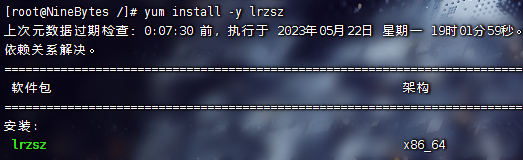 [root@NineBytes /]# yum install -y lrzsz
上次元数据过期检查：0:07:30 前，执行于 2023年05月22日 星期一 19时01分59秒。
依赖关系解决。
================================================================================
软件包 架构
================================================================================
安装：
lrzsz x86_64